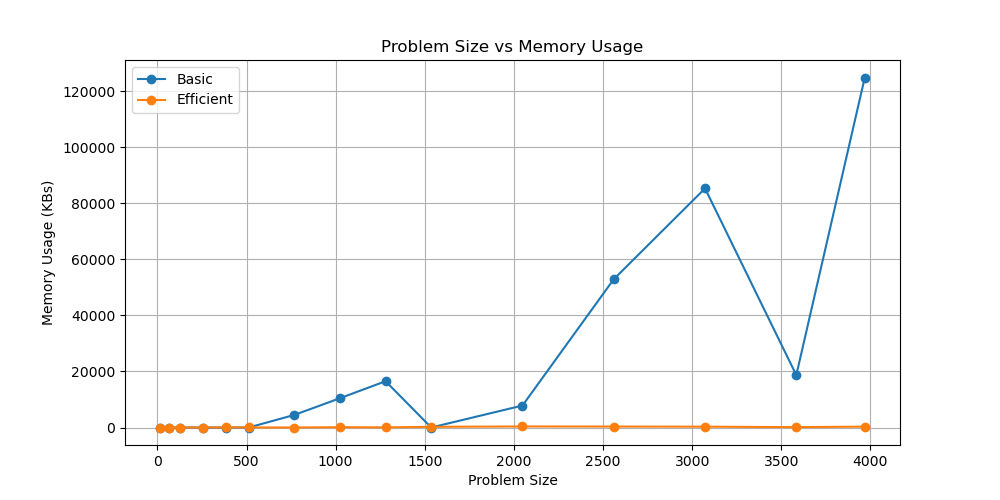 Problem Size vs Memory Usage
Basic
Efficient
120000
100000
80000
60000
40000
20000
0
Memory Usage (KBs)
0 500 1000 1500 2000 2500 3000 3500 4000
Problem Size